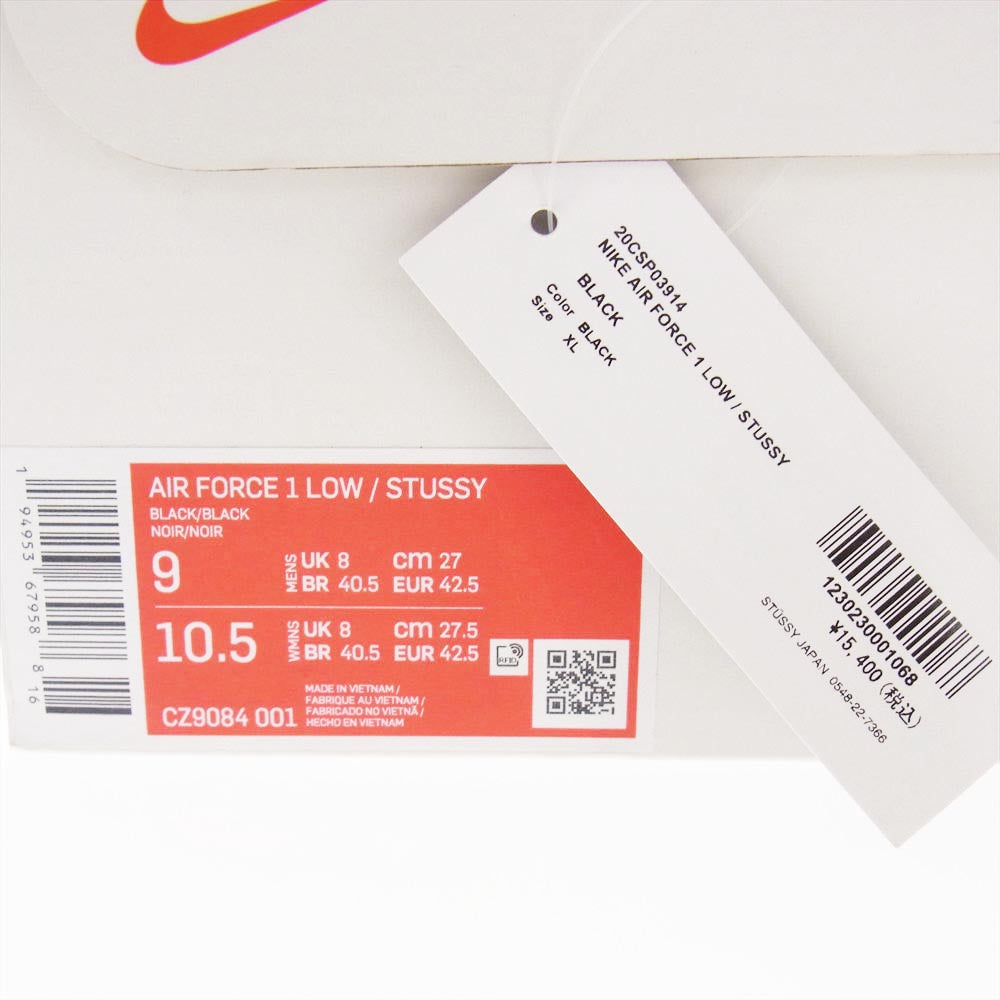 20CSP03914
NIKE AIR FORCE 1 LOW / STUSSY
BLACK
Color BLACK
Size XL
1230230001068
¥15, 400 (税込)
STÜSSY JAPAN 0548-22-7366
1 94953 67958 8 16
AIR FORCE 1 LOW / STUSSY
BLACK/BLACK
NOIR/NOIR
9 MENS UK 8 cm 27
BR 40.5 EUR 42.5
10.5 WMNS UK 8 cm 27.5
BR 40.5 EUR 42.5
RFID
CZ9084 001
MADE IN VIETNAM /
FABRIQUE AU VIETNAM /
FABRICADO NO VIETNÃ /
HECHO EN VIETNAM